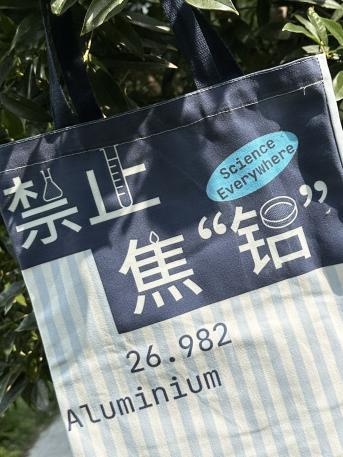 禁止
Science
Everywhere
焦“铝”
26.982
Aluminium